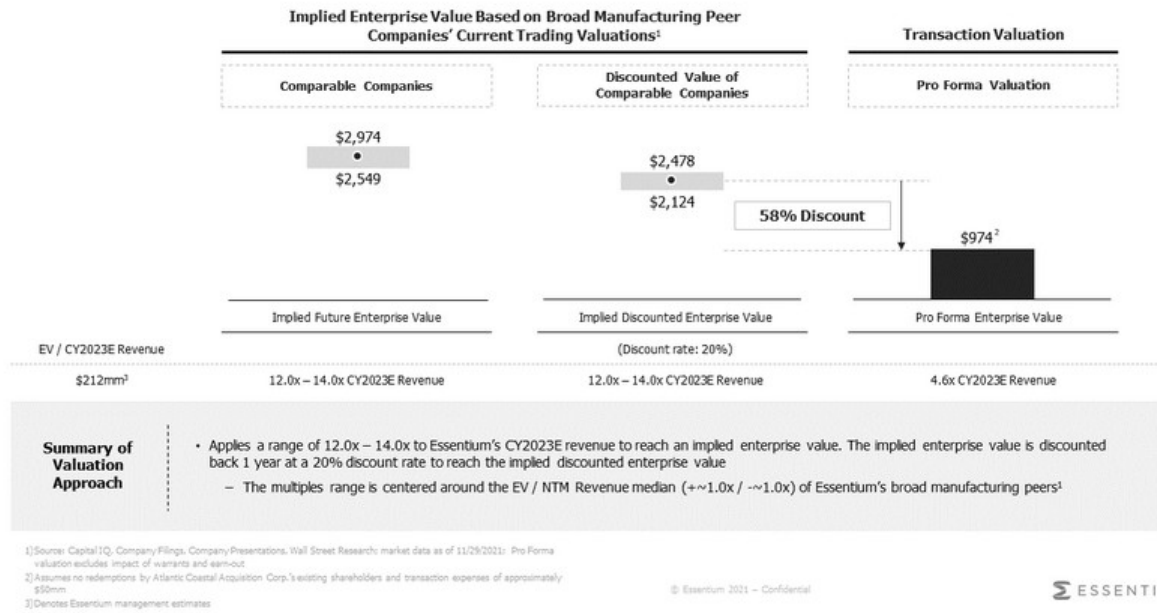 Implied Enterprise Value Based on Broad Manufacturing Peer
Companies' Current Trading Valuations¹
Transaction Valuation
Comparable Companies
Discounted Value of
Comparable Companies
Pro Forma Valuation
$2,974
$2,549
$2,478
$2,124
58% Discount
$974²
Implied Future Enterprise Value
Implied Discounted Enterprise Value
Pro Forma Enterprise Value
EV / CY2023E Revenue
(Discount rate: 20%)
$212mm³
12.0x – 14.0x CY2023E Revenue
12.0x – 14.0x CY2023E Revenue
4.6x CY2023E Revenue
Summary of
Valuation
Approach
• Applies a range of 12.0x – 14.0x to Essentium's CY2023E revenue to reach an implied enterprise value. The implied enterprise value is discounted
back 1 year at a 20% discount rate to reach the implied discounted enterprise value
– The multiples range is centered around the EV / NTM Revenue median (+~1.0x / -~1.0x) of Essentium's broad manufacturing peers¹
1) Source: Capital IQ, Company Filings, Company Presentations, Wall Street Research; market data as of 11/29/2021; Pro Forma
valuation excludes impact of warrants and earn-out
2) Assumes no redemptions by Atlantic Coastal Acquisition Corp.'s existing shareholders and transaction expenses of approximately
$50mm
3) Denotes Essentium management estimates
© Essentium 2021 – Confidential
ESSENTI